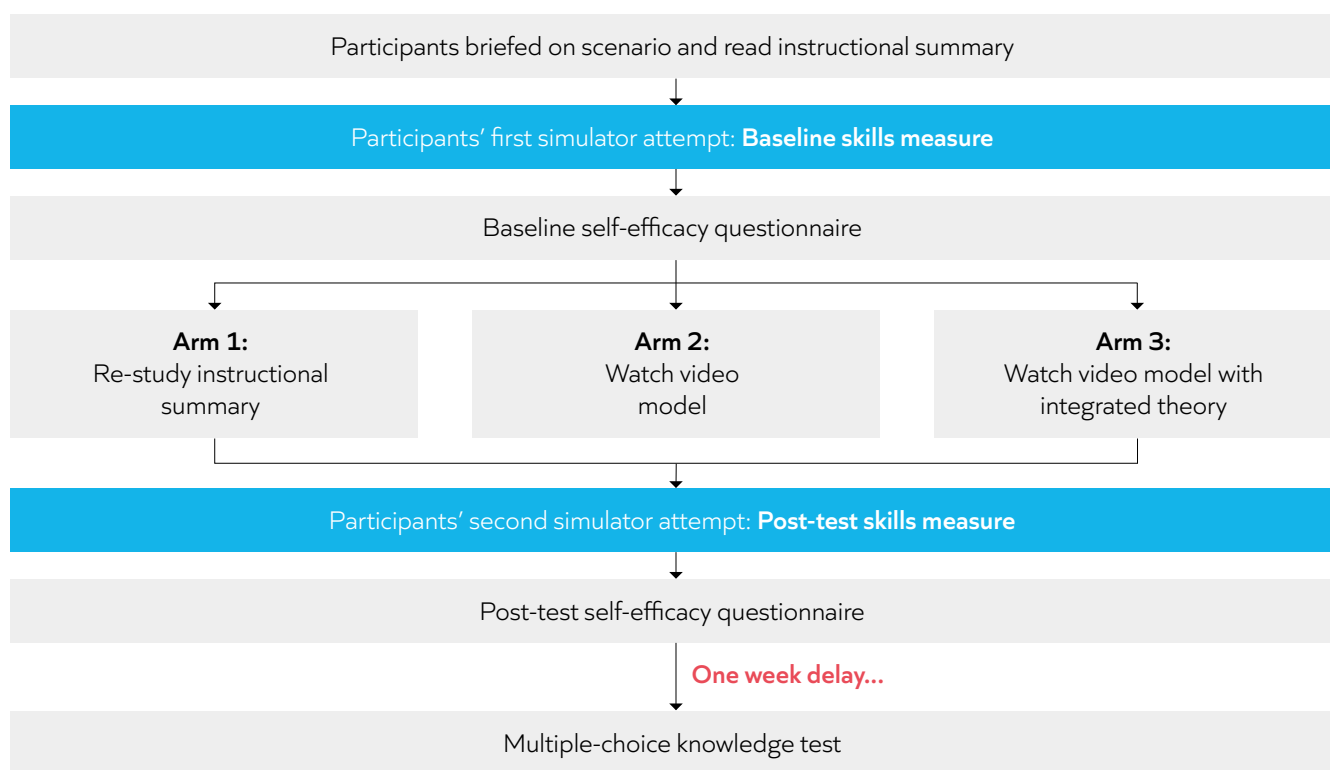 Participants briefed on scenario and read instructional summary
Participants’ first simulator attempt: Baseline skills measure
Baseline self-efficacy questionnaire
Arm 1:
Re-study instructional
summary
Arm 2:
Watch video
model
Arm 3:
Watch video model with
integrated theory
Participants’ second simulator attempt: Post-test skills measure
Post-test self-efficacy questionnaire
One week delay...
Multiple-choice knowledge test